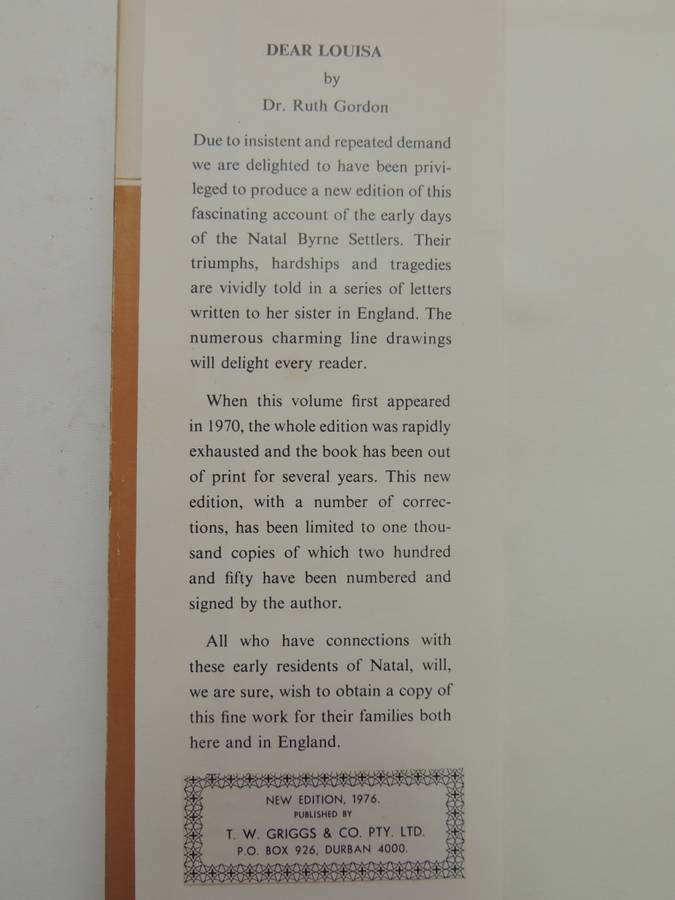 DEAR LOUISA
by
Dr. Ruth Gordon
Due to insistent and repeated demand
we are delighted to have been privi-
leged to produce a new edition of this
fascinating account of the early days
of the Natal Byrne Settlers. Their
triumphs, hardships and tragedies
are vividly told in a series of letters
written to her sister in England. The
numerous charming line drawings
will delight every reader.
When this volume first appeared
in 1970, the whole edition was rapidly
exhausted and the book has been out
of print for several years. This new
edition, with a number of correc-
tions, has been limited to one thou-
sand copies of which two hundred
and fifty have been numbered and
signed by the author.
All who have connections with
these early residents of Natal, will,
we are sure, wish to obtain a copy of
this fine work for their families both
here and in England.
NEW EDITION, 1976.
PUBLISHED BY
T. W. GRIGGS & CO. PTY. LTD.
P.O. BOX 926, DURBAN 4000.